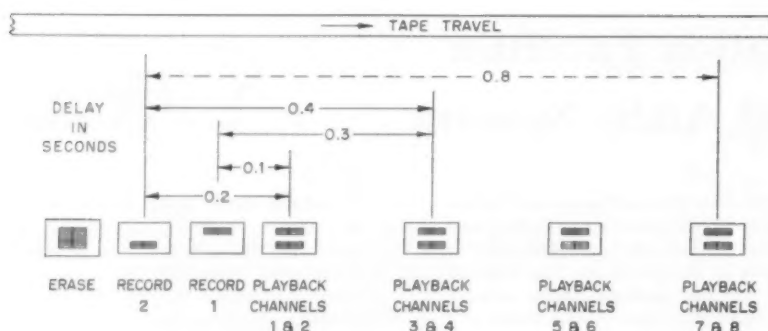 TAPE TRAVEL
0.8
DELAY
IN
SECONDS
0.4
0.3
0.1
0.2
ERASE RECORD RECORD PLAYBACK PLAYBACK PLAYBACK PLAYBACK
2 1 CHANNELS CHANNELS CHANNELS CHANNELS
1 & 2 3 & 4 5 & 6 7 & 8